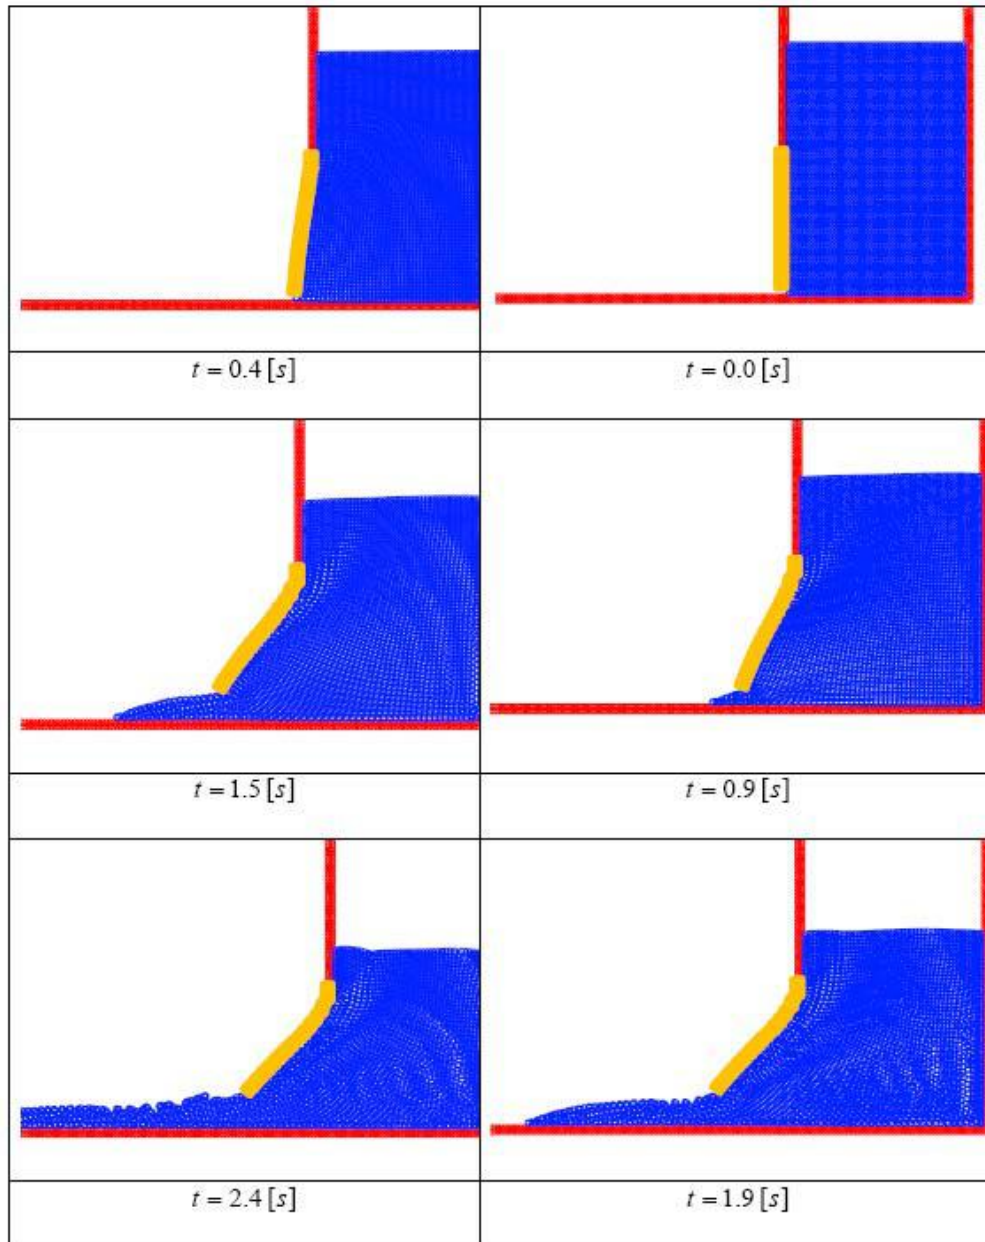 t = 0.4 [s]
t = 0.0 [s]
t = 1.5 [s]
t = 0.9 [s]
t = 2.4 [s]
t = 1.9 [s]